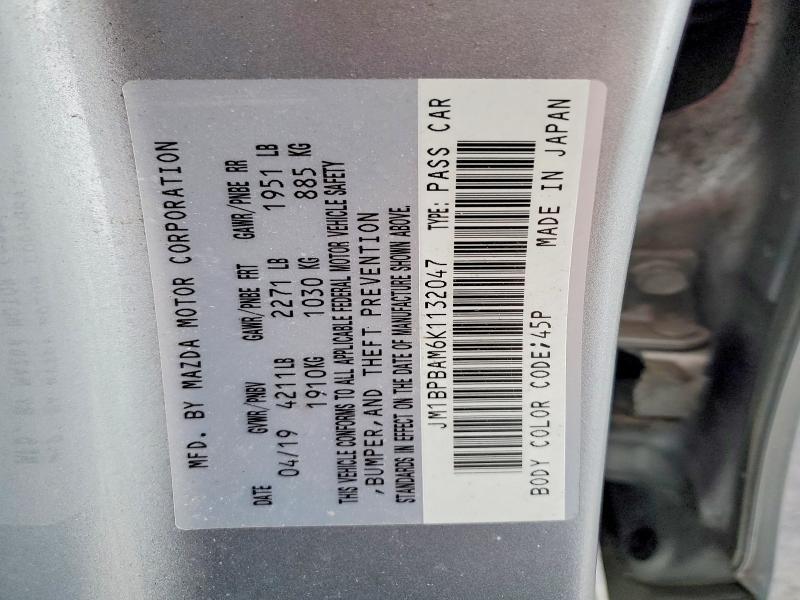 MFD. BY MAZDA MOTOR CORPORATION
DATE GVWR/PNBV GAWR/PNBE FRT GAWR/PNBE RR
04/19 4211LB 2271 LB 1951 LB
1910KG 1030 KG 885 KG
THIS VEHICLE CONFORMS TO ALL APPLICABLE FEDERAL MOTOR VEHICLE SAFETY
,BUMPER,AND THEFT PREVENTION
STANDARDS IN EFFECT ON THE DATE OF MANUFACTURE SHOWN ABOVE.
JM1BPBAM6K1132047 TYPE: PASS CAR
BODY COLOR CODE;45P MADE IN JAPAN